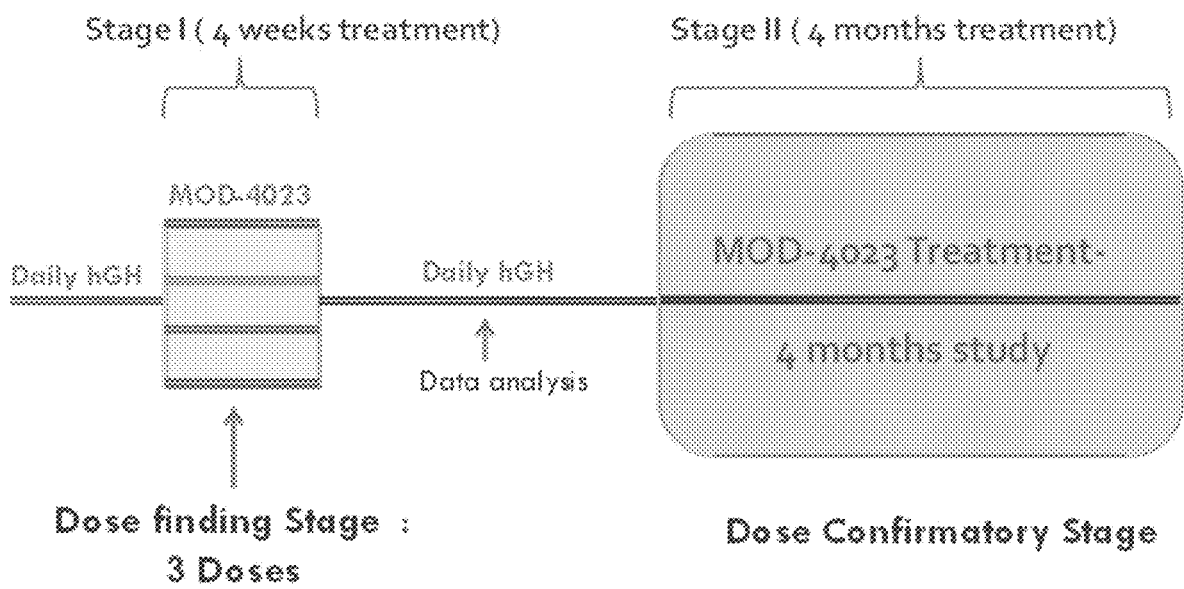 Stage I ( 4 weeks treatment)
Stage II ( 4 months treatment)
MOD-4023
Daily hGH
Daily hGH
MOD-4023 Treatment-
4 months study
Data analysis
Dose finding Stage :
3 Doses
Dose Confirmatory Stage